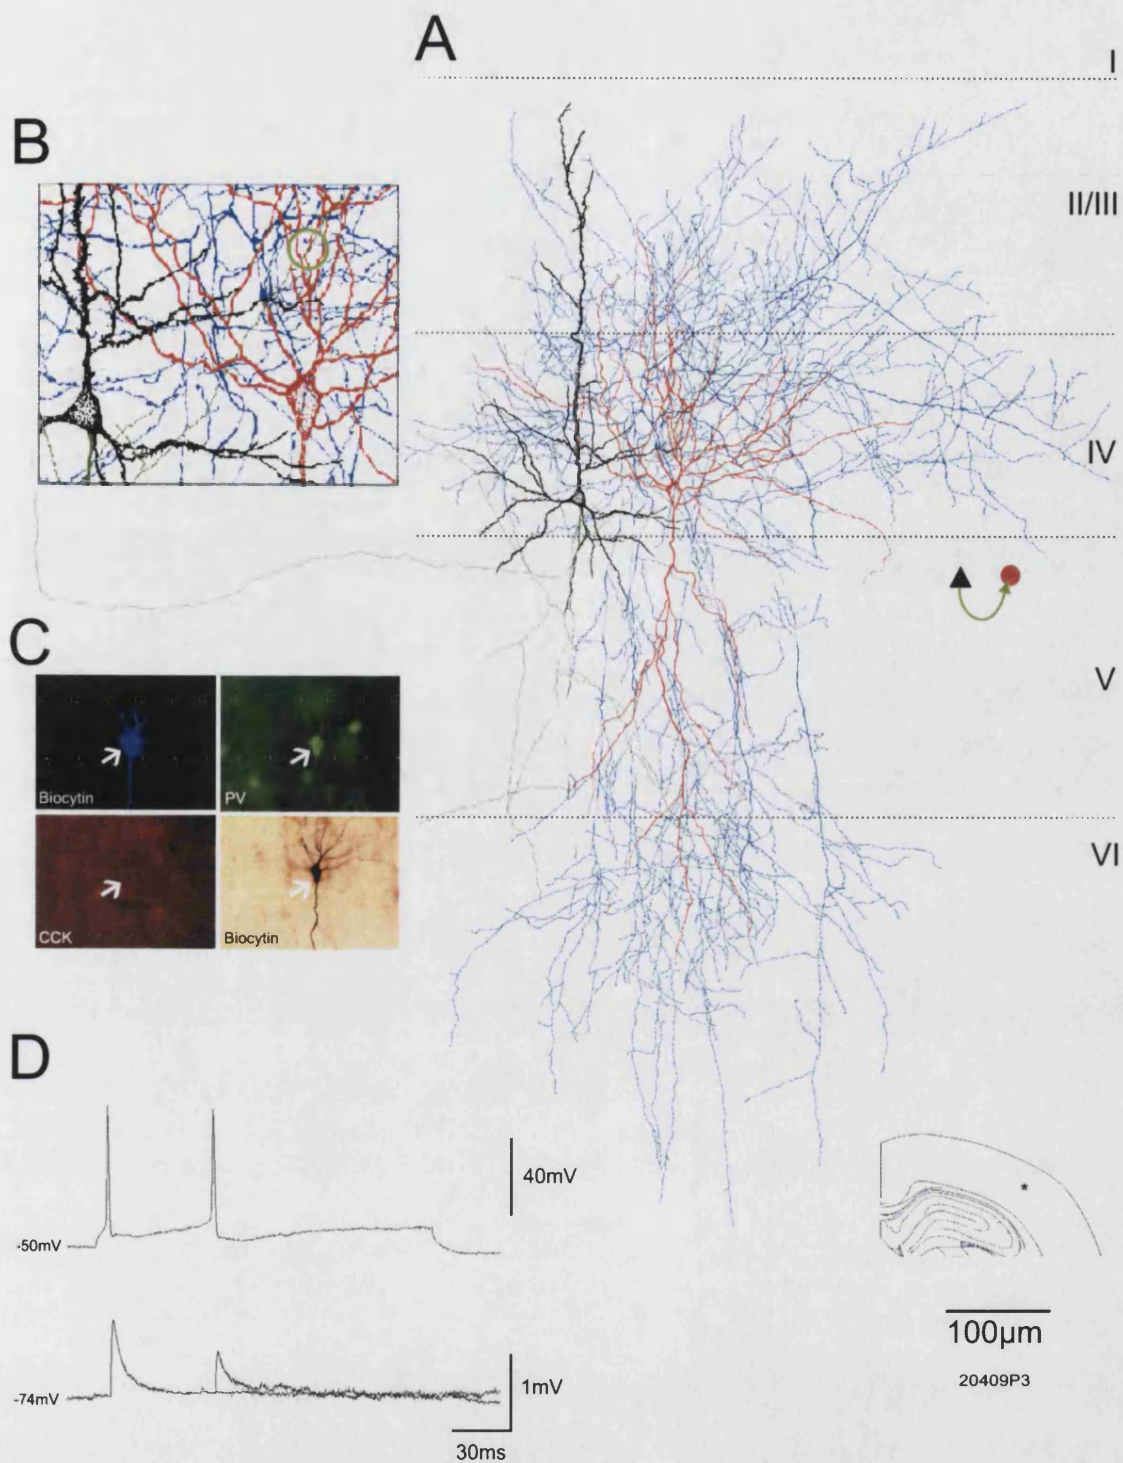 A
I
B
II/III
IV
C
V
Biocytin
PV
VI
CCK
Biocytin
D
40mV
-50mV
100µm
-74mV
1mV
20409P3
30ms